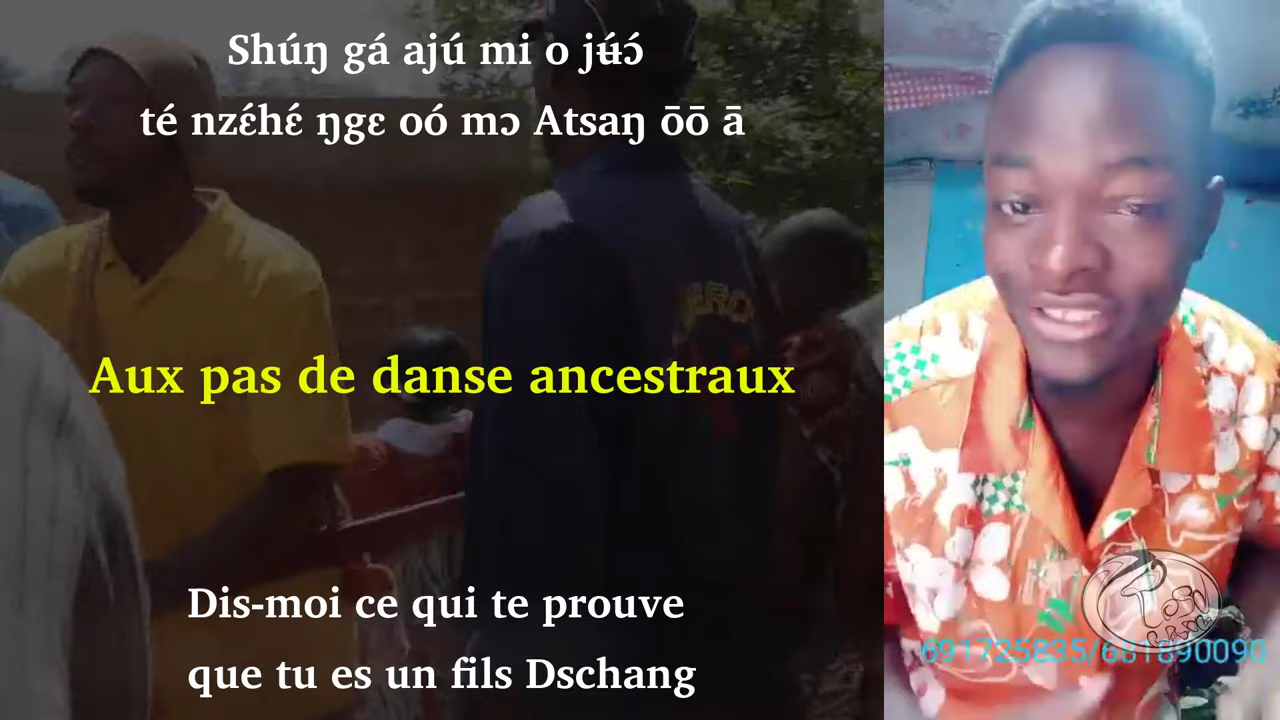 Shúŋ gá ajú mi o jʉ́ɔ́
té nzɛ́hɛ́ ŋgɛ oó mɔ Atsaŋ ōō ā
Aux pas de danse ancestraux
Dis-moi ce qui te prouve
que tu es un fils Dschang
691725835/681890090